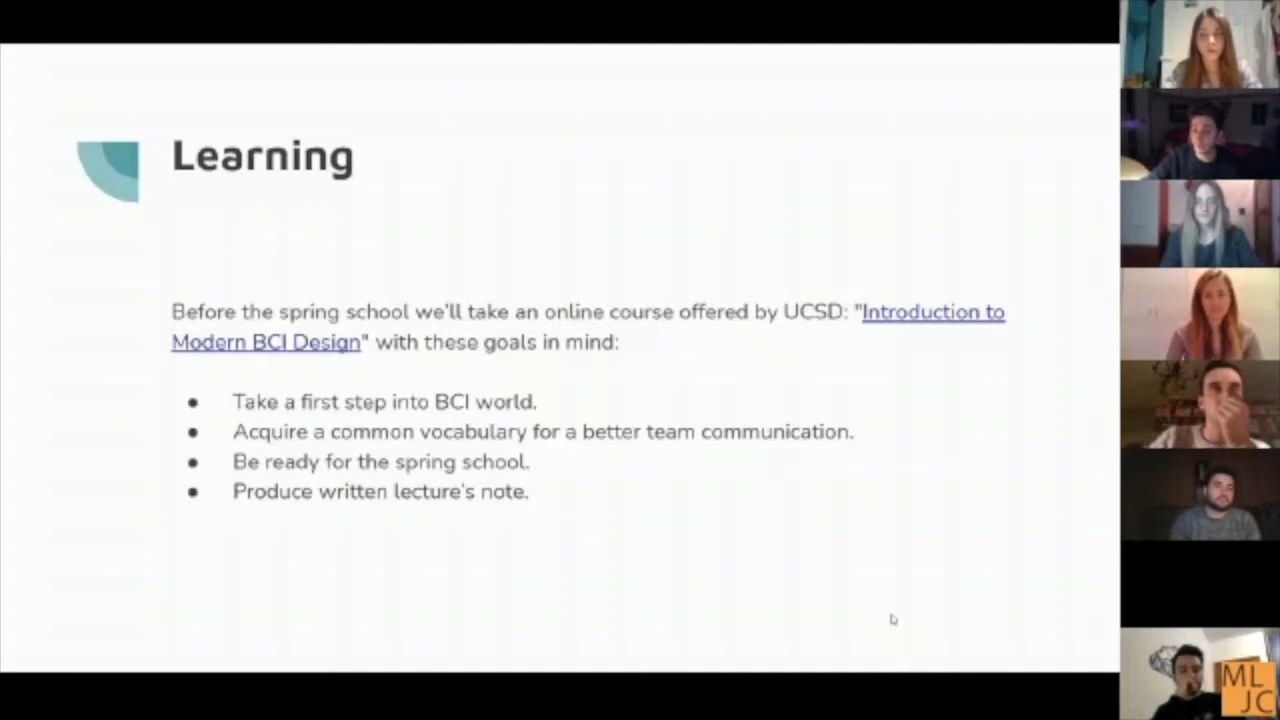 Learning
Before the spring school we'll take an online course offered by UCSD: "Introduction to
Modern BCI Design" with these goals in mind:
● Take a first step into BCI world.
● Acquire a common vocabulary for a better team communication.
● Be ready for the spring school.
● Produce written lecture's note.
ML
JC